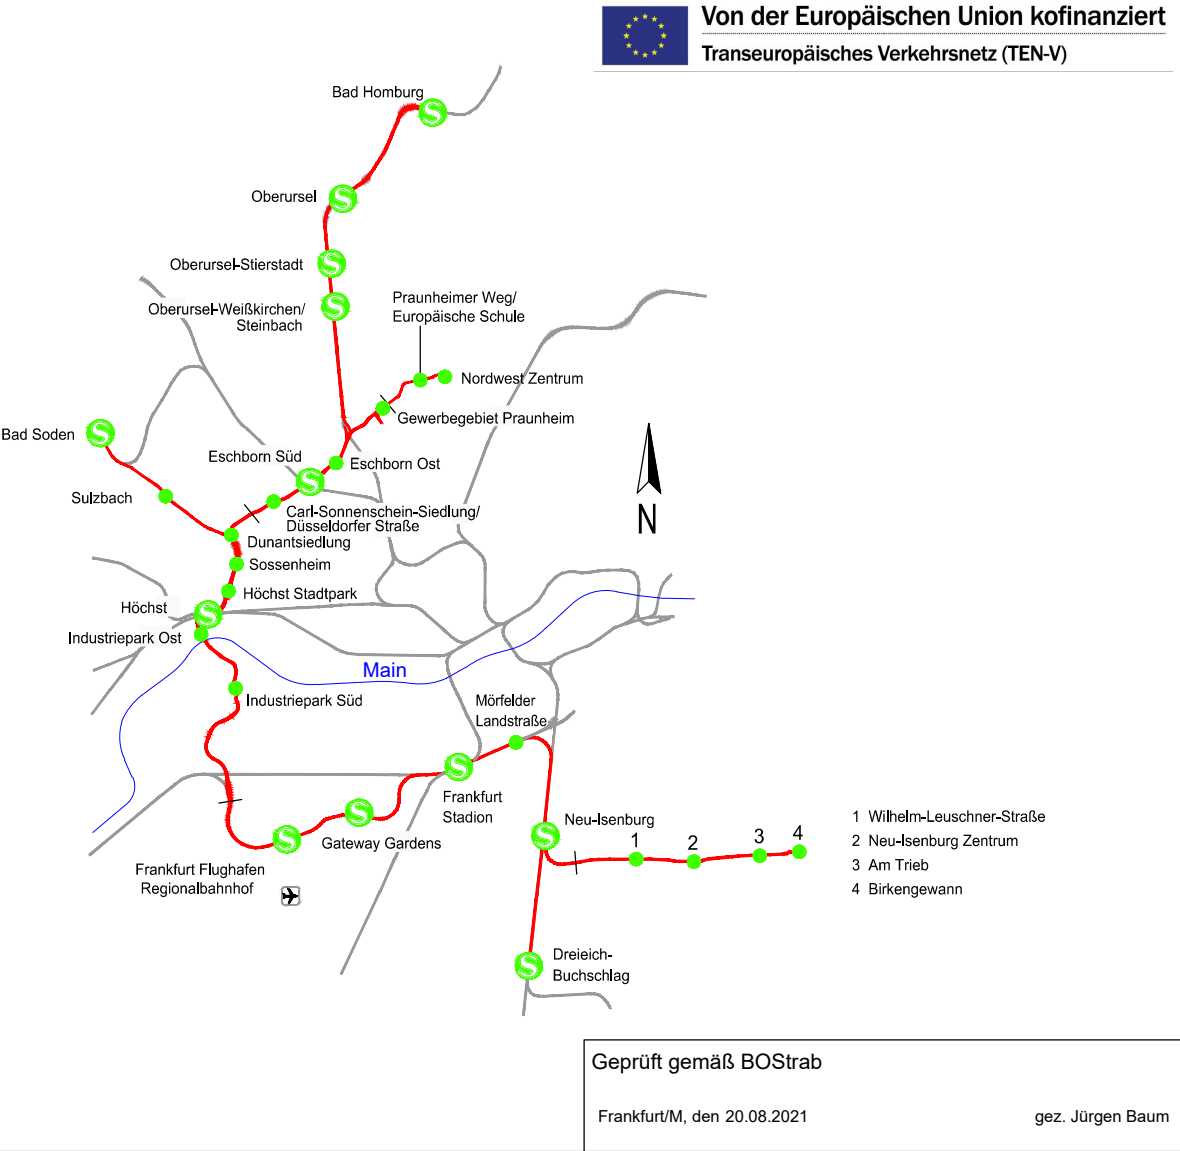 Von der Europäischen Union kofinanziert
Transeuropäisches Verkehrsnetz (TEN-V)
Bad Homburg
Oberursel
Oberursel-Stierstadt
Oberursel-Weißkirchen/
Steinbach
Praunheimer Weg/
Europäische Schule
Nordwest Zentrum
Gewerbegebiet Praunheim
Bad Soden
Eschborn Süd
Eschborn Ost
Sulzbach
Carl-Sonnenschein-Siedlung/
Düsseldorfer Straße
Dunantsiedlung
Sossenheim
Höchst Stadtpark
Höchst
Industriepark Ost
Main
Industriepark Süd
Mörfelder
Landstraße
N
Frankfurt
Stadion
Gateway Gardens
Frankfurt Flughafen
Regionalbahnhof
Neu-Isenburg
1
2
3
4
1 Wilhelm-Leuschner-Straße
2 Neu-Isenburg Zentrum
3 Am Trieb
4 Birkengewann
Dreieich-
Buchschlag
S
S
S
S
S
S
S
S
S
S
S
S
Geprüft gemäß BOStrab
Frankfurt/M, den 20.08.2021
gez. Jürgen Baum